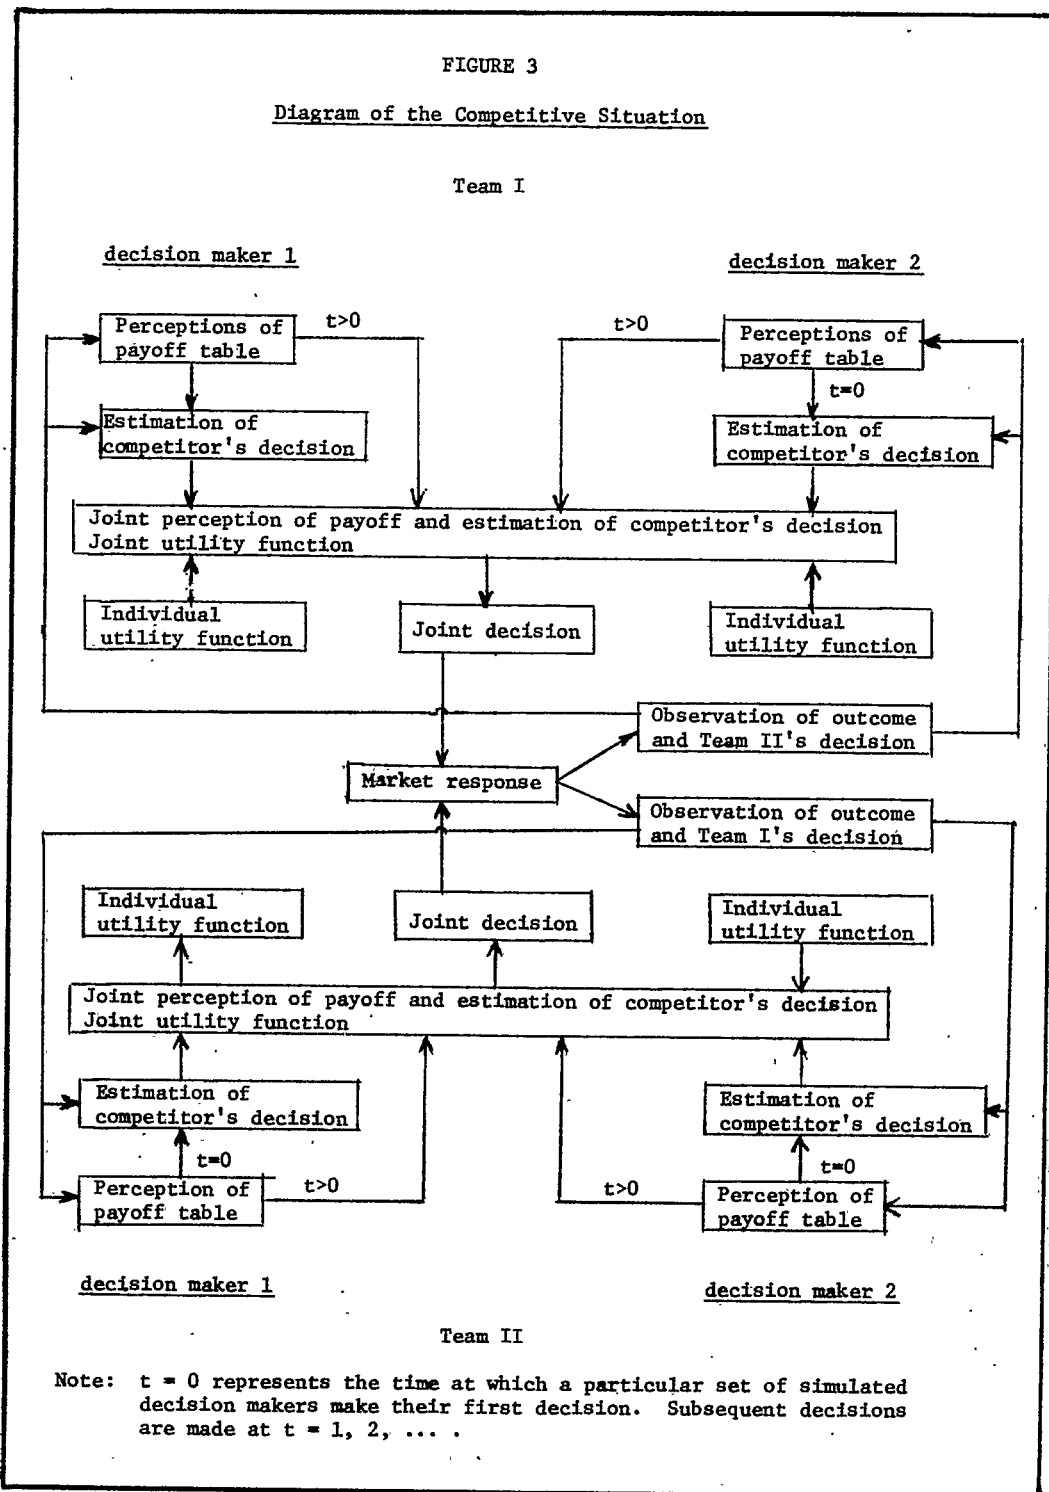 FIGURE 3
Diagram of the Competitive Situation
Team I
decision maker 1
decision maker 2
Perceptions of
payoff table
t>0
t>0
Perceptions of
payoff table
t=0
Estimation of
competitor's decision
Estimation of
competitor's decision
Joint perception of payoff and estimation of competitor's decision
Joint utility function
Individual
utility function
Joint decision
Individual
utility function
Observation of outcome
and Team II's decision
Market response
Observation of outcome
and Team I's decision
Individual
utility function
Joint decision
Individual
utility function
Joint perception of payoff and estimation of competitor's decision
Joint utility function
Estimation of
competitor's decision
Estimation of
competitor's decision
t=0
t=0
Perception of
payoff table
t>0
t>0
Perception of
payoff table
decision maker 1
decision maker 2
Team II
Note: t = 0 represents the time at which a particular set of simulated
decision makers make their first decision. Subsequent decisions
are made at t = 1, 2, ... .